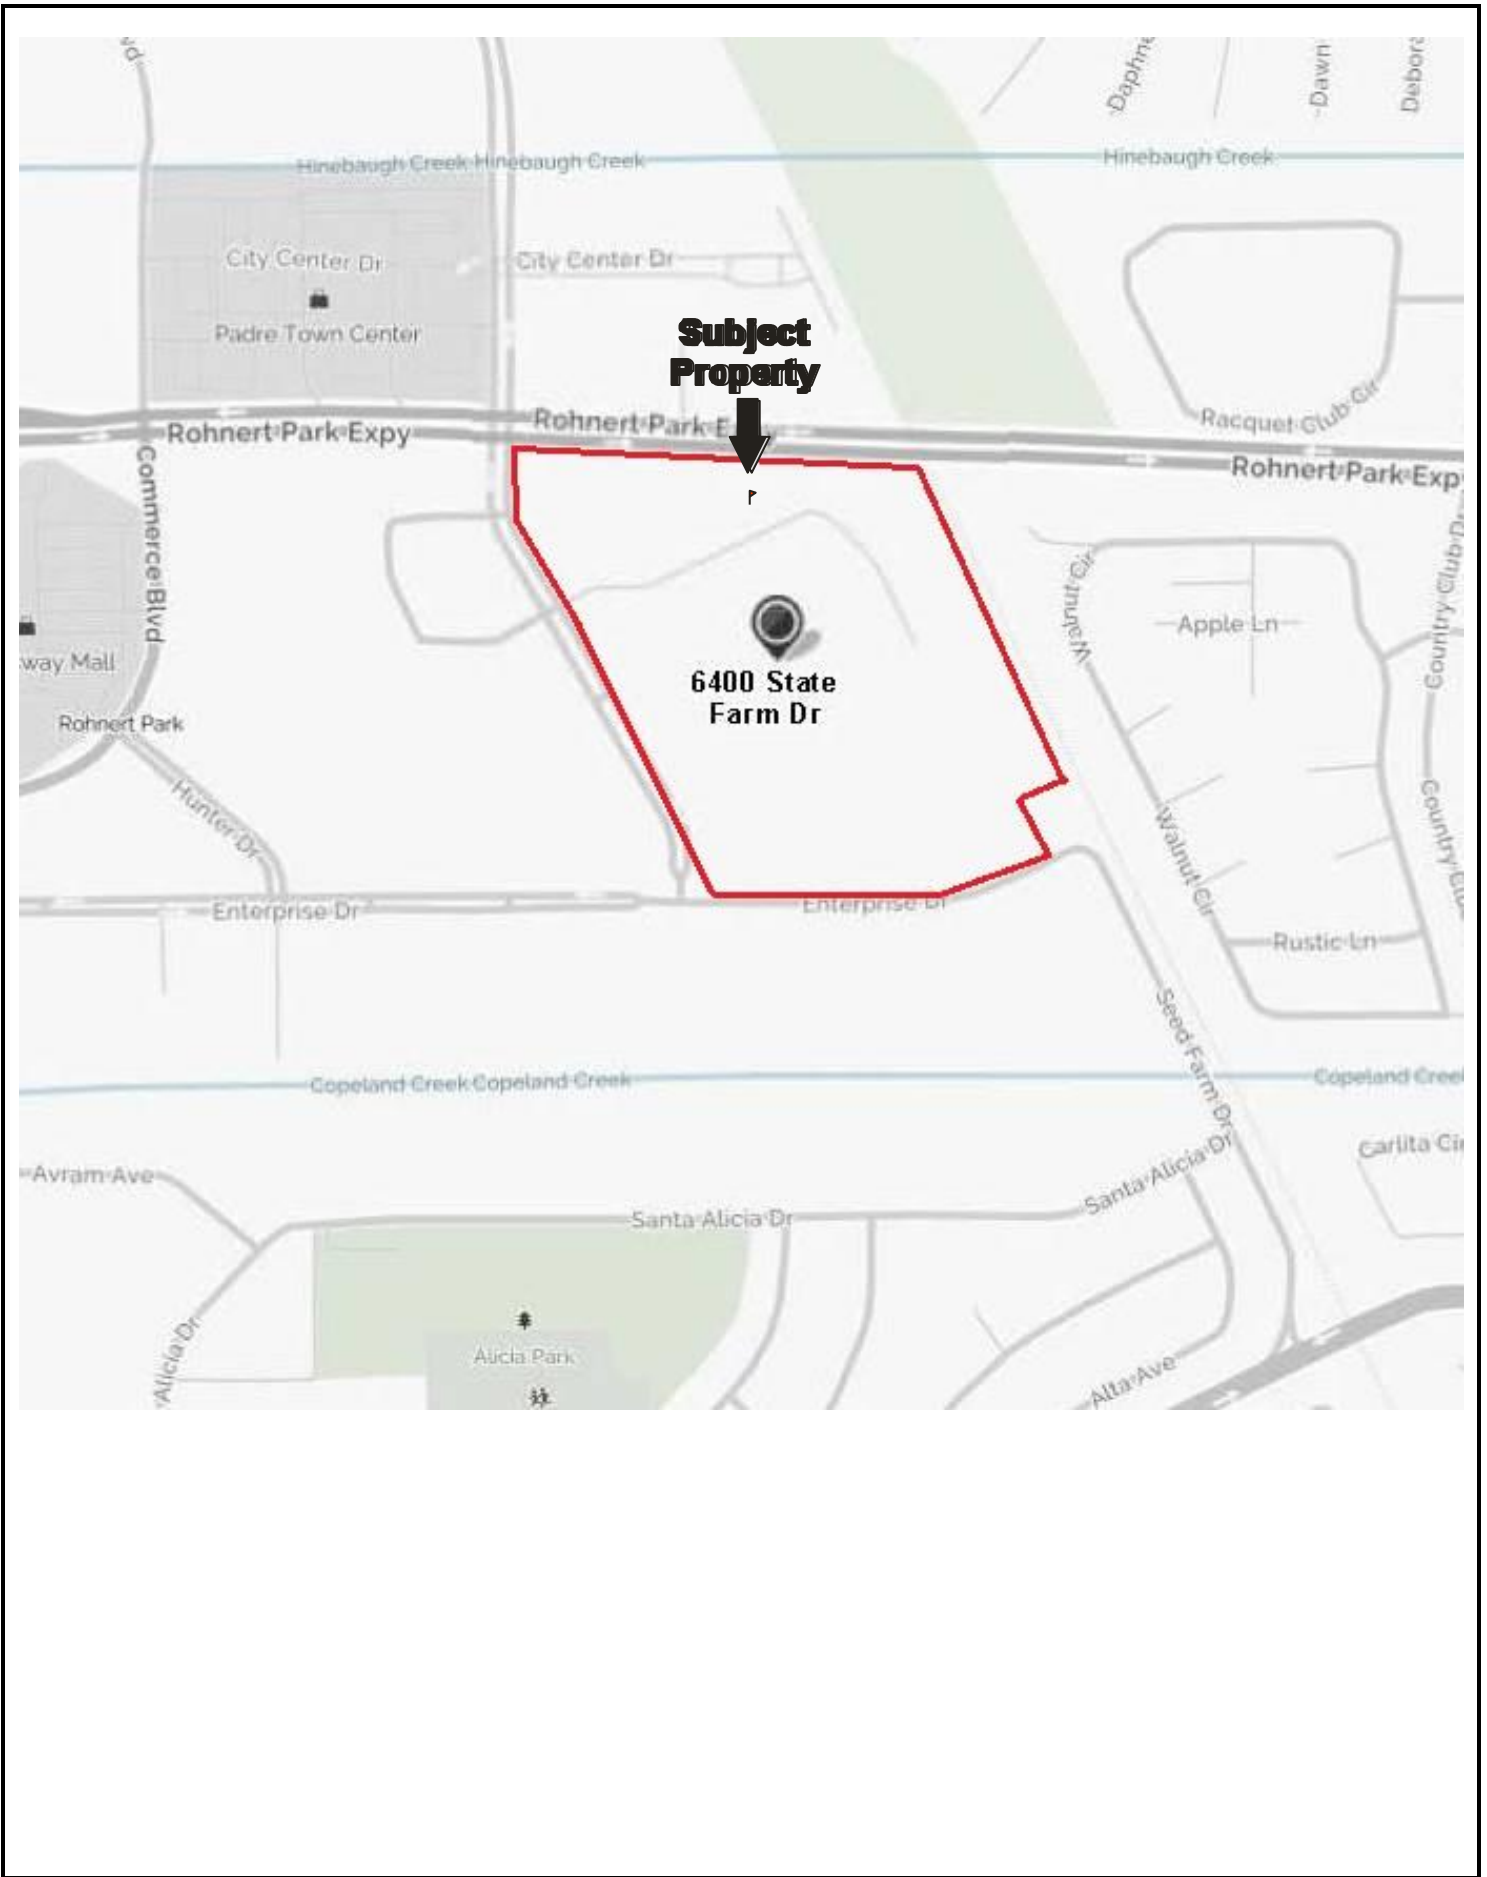 Daphne
Dawn
Hinebaugh Creek Hinebaugh Creek
Hinebaugh Creek
City Center Dr
City Center Dr
Padre Town Center
Subject
Property
Racquet Club Cir
Rohnert Park Expy
Rohnert Park
Rohnert Park Exp
Commerce Blvd
Walnut Cir
Country Club Dr
Apple Ln
way Mall
6400 State
Farm Dr
Rohnert Park
Hunter Dr
Walnut Cir
Country Club
Enterprise Dr
Enterprise Dr
Rustic Ln
Seed Farm Dr
Copeland Creek Copeland Creek
Copeland Creek
Carlita Cir
Avram Ave
Santa Alicia Dr
Santa Alicia Dr
Alicia Dr
Alicia Park
Alta Ave